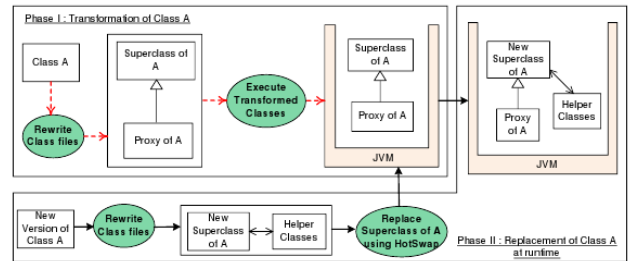 Phase I : Transformation of Class A
Class A
Rewrite
Class files
Superclass of
A
Proxy of A
Execute
Transformed
Classes
Superclass
of A
Proxy of A
JVM
New
Superclass
of A
Proxy
of A
Helper
Classes
JVM
New
Version of
Class A
Rewrite
Class files
New
Superclass
of A
Helper
Classes
Replace
Superclass of A
using HotSwap
Phase II : Replacement of Class A
at runtime